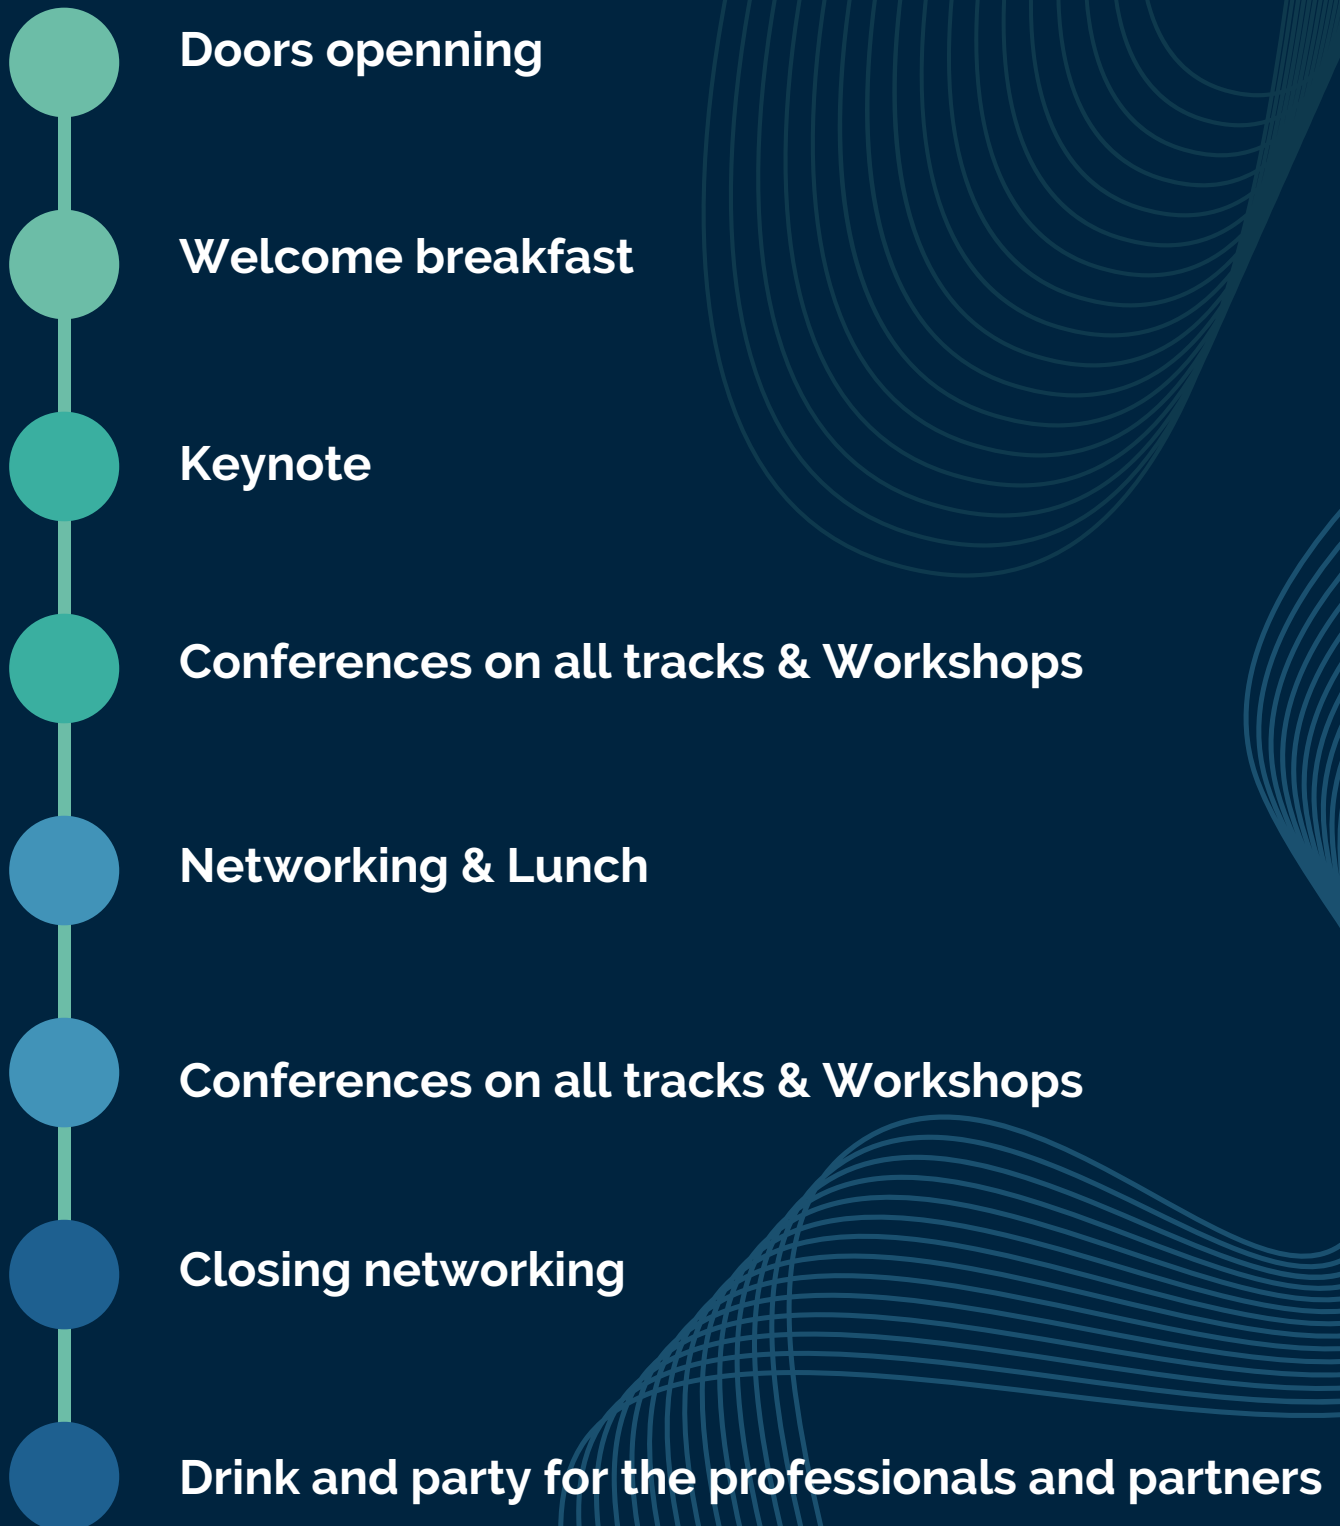 Doors openning
Welcome breakfast
Keynote
Conferences on all tracks & Workshops
Networking & Lunch
Conferences on all tracks & Workshops
Closing networking
Drink and party for the professionals and partners